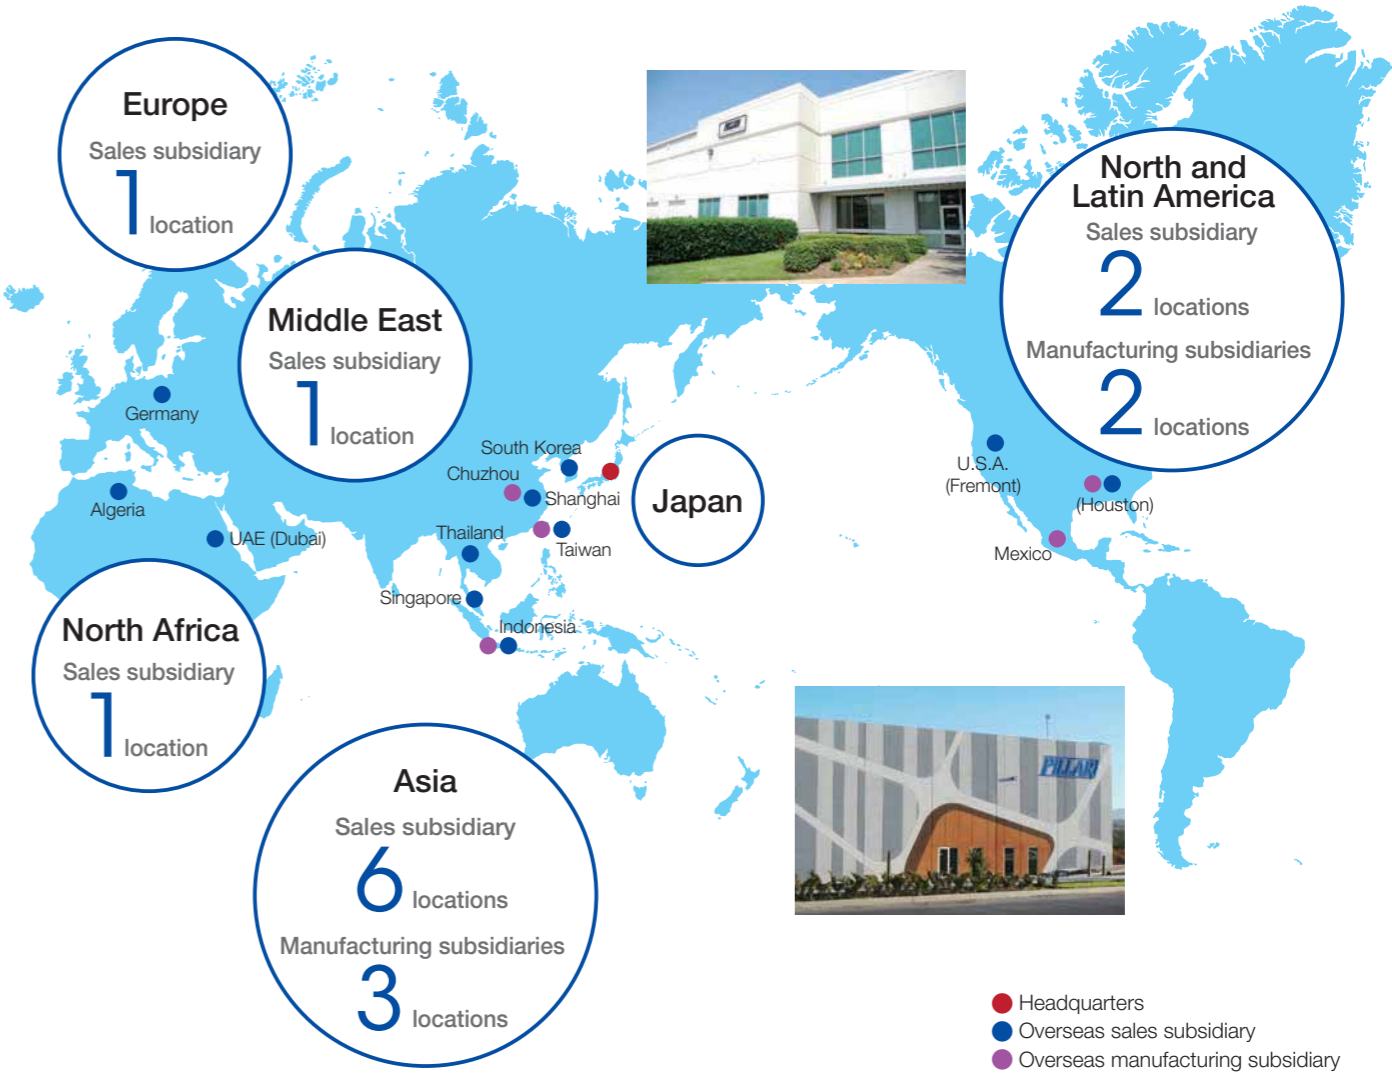 Europe
Sales subsidiary
1 location
Middle East
Sales subsidiary
1 location
North and
Latin America
Sales subsidiary
2 locations
Manufacturing subsidiaries
2 locations
Germany
Algeria
UAE (Dubai)
South Korea
Chuzhou
Shanghai
Thailand
Taiwan
Singapore
Indonesia
Japan
U.S.A.
(Fremont)
(Houston)
Mexico
North Africa
Sales subsidiary
1 location
PILLAR
Asia
Sales subsidiary
6 locations
Manufacturing subsidiaries
3 locations
Headquarters
Overseas sales subsidiary
Overseas manufacturing subsidiary